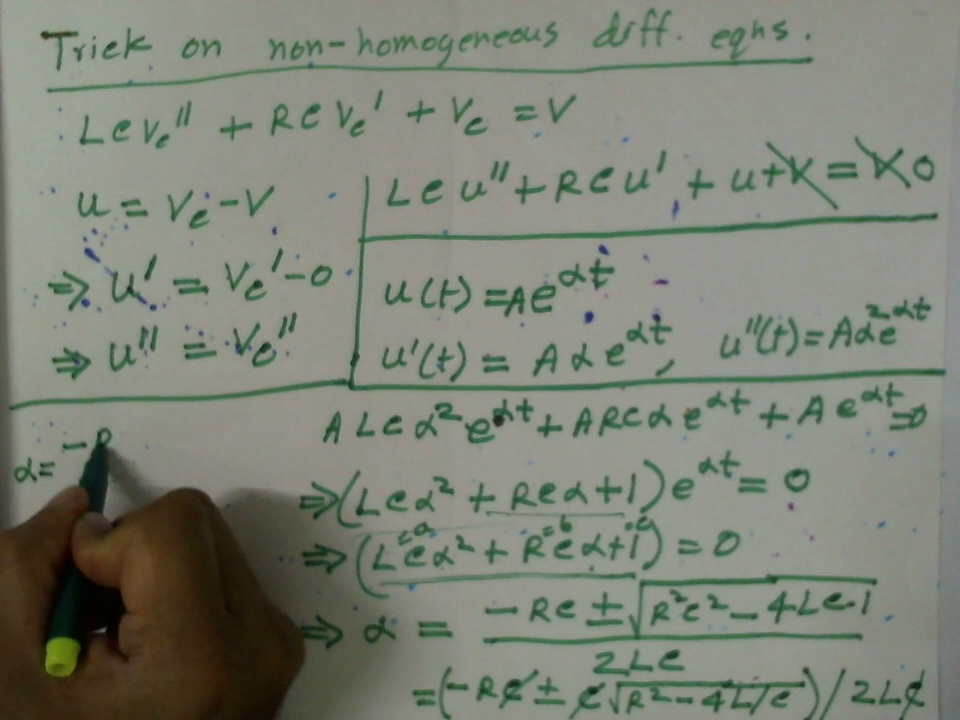 Trick on non-homogeneous diff. eqns.
LCVc'' + RCVc' + Vc = V
u = Vc - V
⇒ u' = Vc' - 0
⇒ u'' = Vc''
LCu'' + RCu' + u + V = V 0
u(t) = Ae^αt
u'(t) = Aαe^αt, u''(t) = Aα²e^αt
ALCα²e^αt + ARCαe^αt + Ae^αt = 0
⇒ (LCα² + RCα + 1)e^αt = 0
=a =b =c
⇒ (LCα² + RCα + 1) = 0
⇒ α = -RC ± √R²C² - 4LC·1
2LC
= (-RC ± C√R² - 4L/C) / 2LC
α = -R